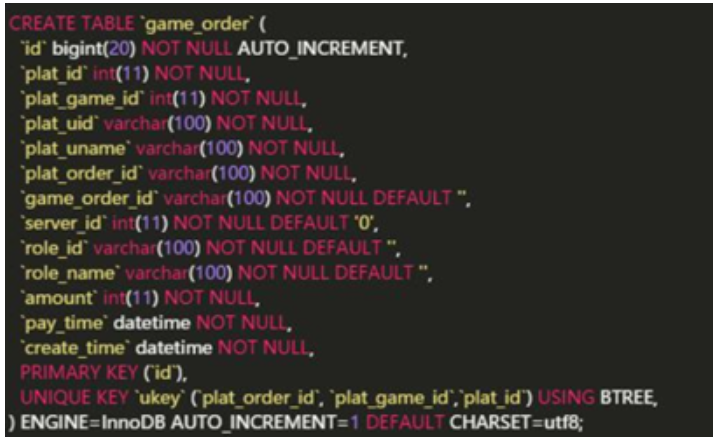 CREATE TABLE `game_order` (
`id` bigint(20) NOT NULL AUTO_INCREMENT,
`plat_id` int(11) NOT NULL,
`plat_game_id` int(11) NOT NULL,
`plat_uid` varchar(100) NOT NULL,
`plat_uname` varchar(100) NOT NULL,
`plat_order_id` varchar(100) NOT NULL,
`game_order_id` varchar(100) NOT NULL DEFAULT '',
`server_id` int(11) NOT NULL DEFAULT '0',
`role_id` varchar(100) NOT NULL DEFAULT '',
`role_name` varchar(100) NOT NULL DEFAULT '',
`amount` int(11) NOT NULL,
`pay_time` datetime NOT NULL,
`create_time` datetime NOT NULL,
PRIMARY KEY (`id`),
UNIQUE KEY `ukey` (`plat_order_id`, `plat_game_id`,`plat_id`) USING BTREE,
) ENGINE=InnoDB AUTO_INCREMENT=1 DEFAULT CHARSET=utf8;